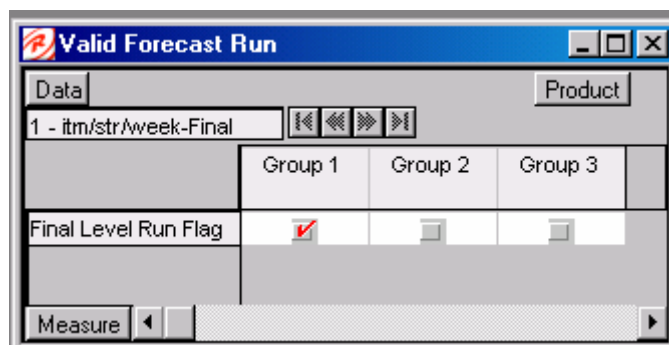 Valid Forecast Run
Data Product
1 - itm/str/week-Final
Group 1 Group 2 Group 3
Final Level Run Flag
Measure